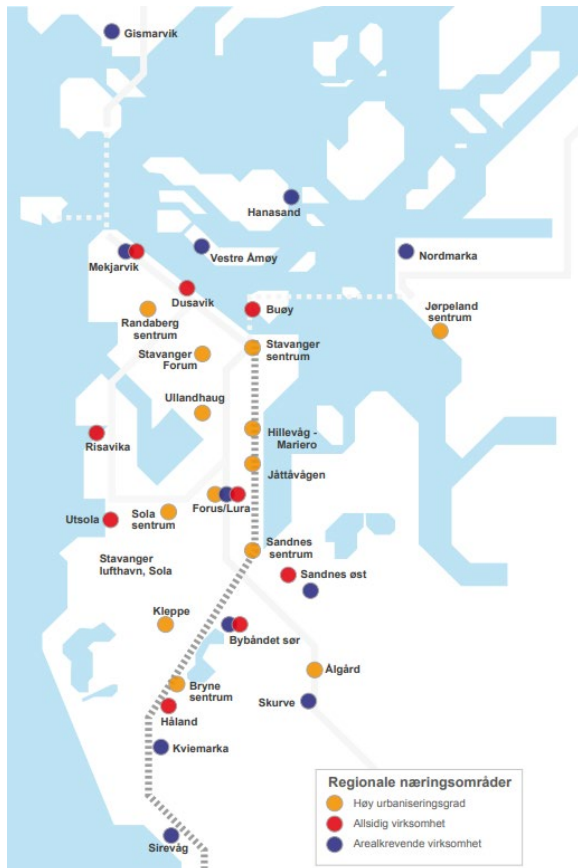 Gismarvik
Hanasand
Mekjarvik
Vestre Åmøy
Nordmarka
Dusavik
Buøy
Jørpeland
sentrum
Randaberg
sentrum
Stavanger
Forum
Stavanger
sentrum
Ullandhaug
Hillevåg -
Mariero
Risavika
Jåttåvågen
Utsola
Sola
sentrum
Forus/Lura
Stavanger
lufthavn, Sola
Sandnes
sentrum
Sandnes øst
Kleppe
Bybåndet sør
Ålgård
Bryne
sentrum
Skurve
Håland
Kviemarka
Sirevåg
Regionale næringsområder
Høy urbaniseringsgrad
Allsidig virksomhet
Arealkrevende virksomhet